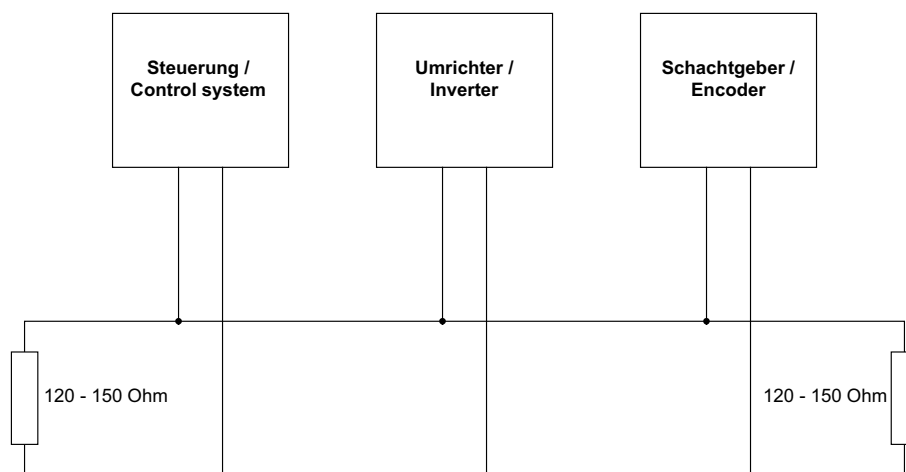 Steuerung /
Control system
Umrichter /
Inverter
Schachtgeber /
Encoder
120 - 150 Ohm
120 - 150 Ohm